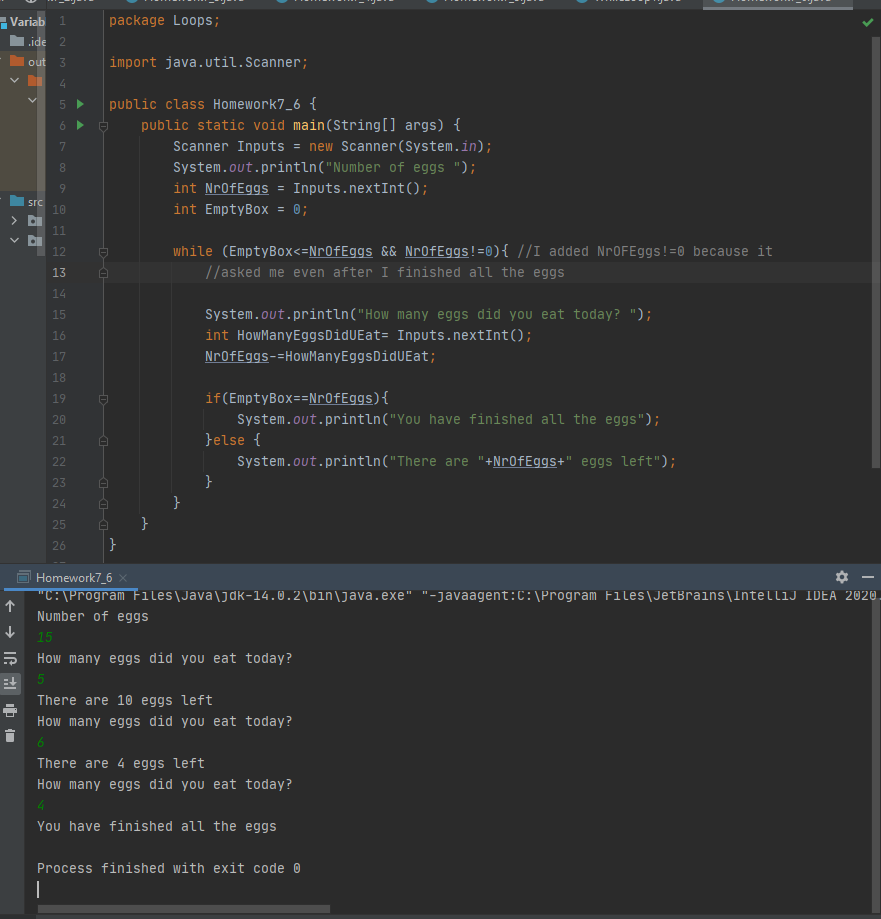 Variab
package Loops;
1
.ide
2
out
import java.util.Scanner;
3
4
public class Homework7_6 {
5
public static void main(String[] args) {
6
Scanner Inputs = new Scanner(System.in);
7
System.out.println("Number of eggs ");
8
int NrOfEggs = Inputs.nextInt();
9
src
int EmptyBox = 0;
10
11
while (EmptyBox<=NrOfEggs && NrOfEggs!=0){ //I added NrOFEggs!=0 because it
12
//asked me even after I finished all the eggs
13
14
System.out.println("How many eggs did you eat today? ");
15
int HowManyEggsDidUEat= Inputs.nextInt();
16
NrOfEggs-=HowManyEggsDidUEat;
17
18
if(EmptyBox==NrOfEggs){
19
System.out.println("You have finished all the eggs");
20
}else {
21
System.out.println("There are "+NrOfEggs+" eggs left");
22
}
23
}
24
}
25
}
26
Homework7_6
"C:\Program Files\Java\jdk-14.0.2\bin\java.exe" "-javaagent:C:\Program Files\JetBrains\IntelliJ IDEA 2020.
Number of eggs
15
How many eggs did you eat today?
5
There are 10 eggs left
How many eggs did you eat today?
6
There are 4 eggs left
How many eggs did you eat today?
4
You have finished all the eggs
Process finished with exit code 0